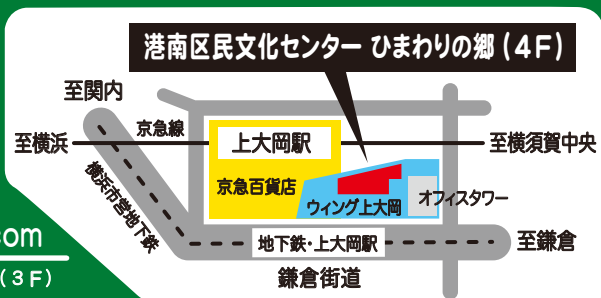 港南区民文化センター ひまわりの郷(4F)
至関内
至横浜
京急線
上大岡駅
至横須賀中央
京急百貨店
ウィング上大岡
オフィスタワー
横浜市営地下鉄
地下鉄・上大岡駅
至鎌倉
鎌倉街道
com
(3F)